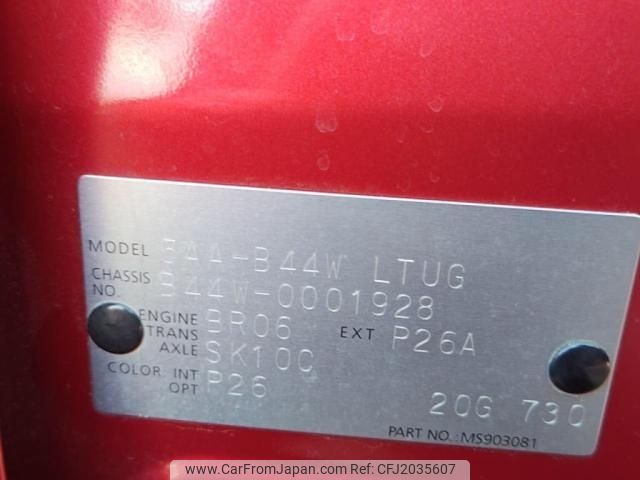 MODEL 5AA-B44W LTUG
CHASSIS NO. B44W-0001928
ENGINE BR06 EXT P26A
TRANS AXLE SK10C
COLOR. INT P26
OPT
20G 730
PART NO.:MS903081
www.CarFromJapan.com CFJ2035607